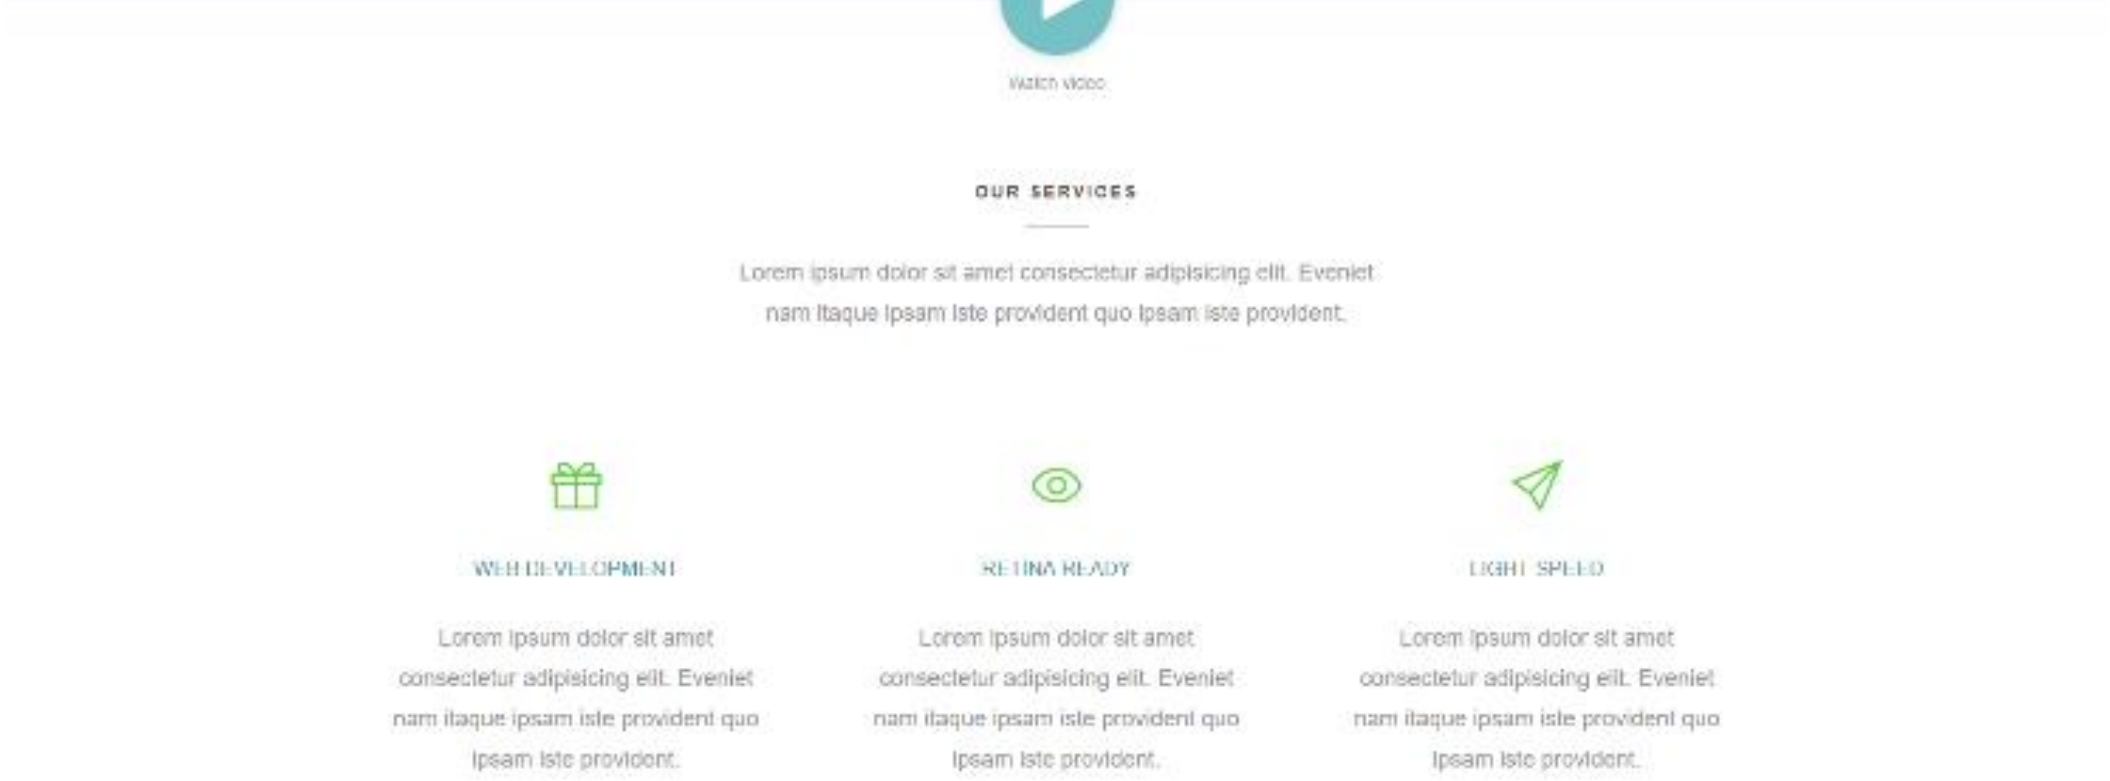 Watch video
OUR SERVICES
Lorem ipsum dolor sit amet consectetur adipisicing elit. Eveniet
nam itaque ipsam iste provident quo ipsam iste provident.
WEB DEVELOPMENT
Lorem ipsum dolor sit amet
consectetur adipisicing elit. Eveniet
nam itaque ipsam iste provident quo
ipsam iste provident.
RETINA READY
Lorem ipsum dolor sit amet
consectetur adipisicing elit. Eveniet
nam itaque ipsam iste provident quo
ipsam iste provident.
LIGHT SPEED
Lorem ipsum dolor sit amet
consectetur adipisicing elit. Eveniet
nam itaque ipsam iste provident quo
ipsam iste provident.